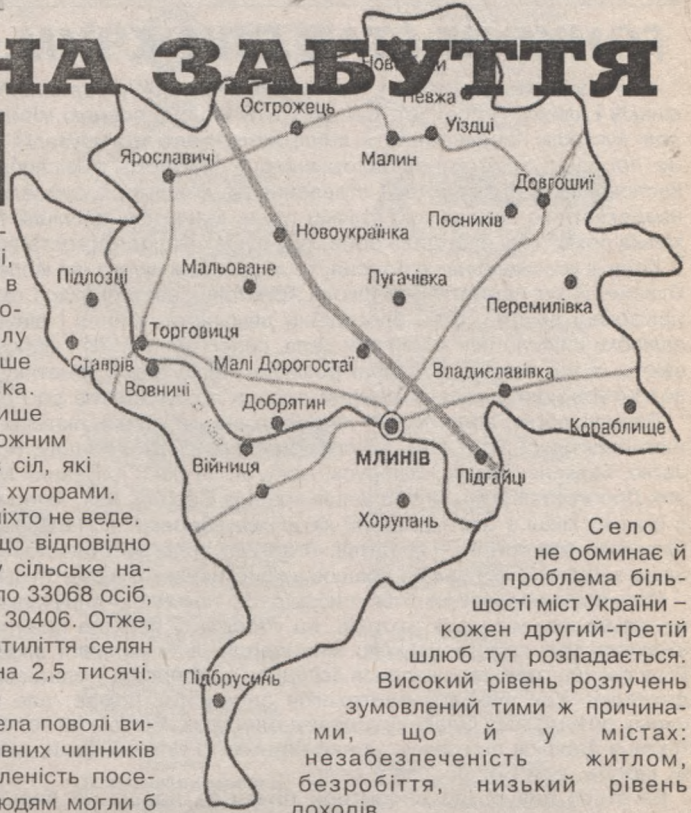 НА ЗАБУТТЯ
Певжа
Острожець
Уїздці
Ярославичі
Малин
Довгошиї
Посників
Новоукраїнка
Підлозці
Мальоване
Пугачівка
Перемилівка
Торговиця
Ставрів
Малі Дорогостаї
Владиславівка
Вовничі
Добрятин
Кораблище
МЛИНІВ
Війниця
Підгайці
Хорупань
Підбрусинь
і,
в
о-
лу
ше
ка.
ише
ожним
сіл, які
хуторами.
ніхто не веде.
що відповідно
у сільське на-
ло 33068 осіб,
30406. Отже,
атиліття селян
на 2,5 тисячі.
ела поволі ви-
вних чинників
леність посе-
юдям могли б
Село
не обминає й
проблема біль-
шості міст України –
кожен другий-третій
шлюб тут розпадається.
Високий рівень розлучень
зумовлений тими ж причина-
ми, що й у містах:
незабезпеченість житлом,
безробіття, низький рівень
доходів